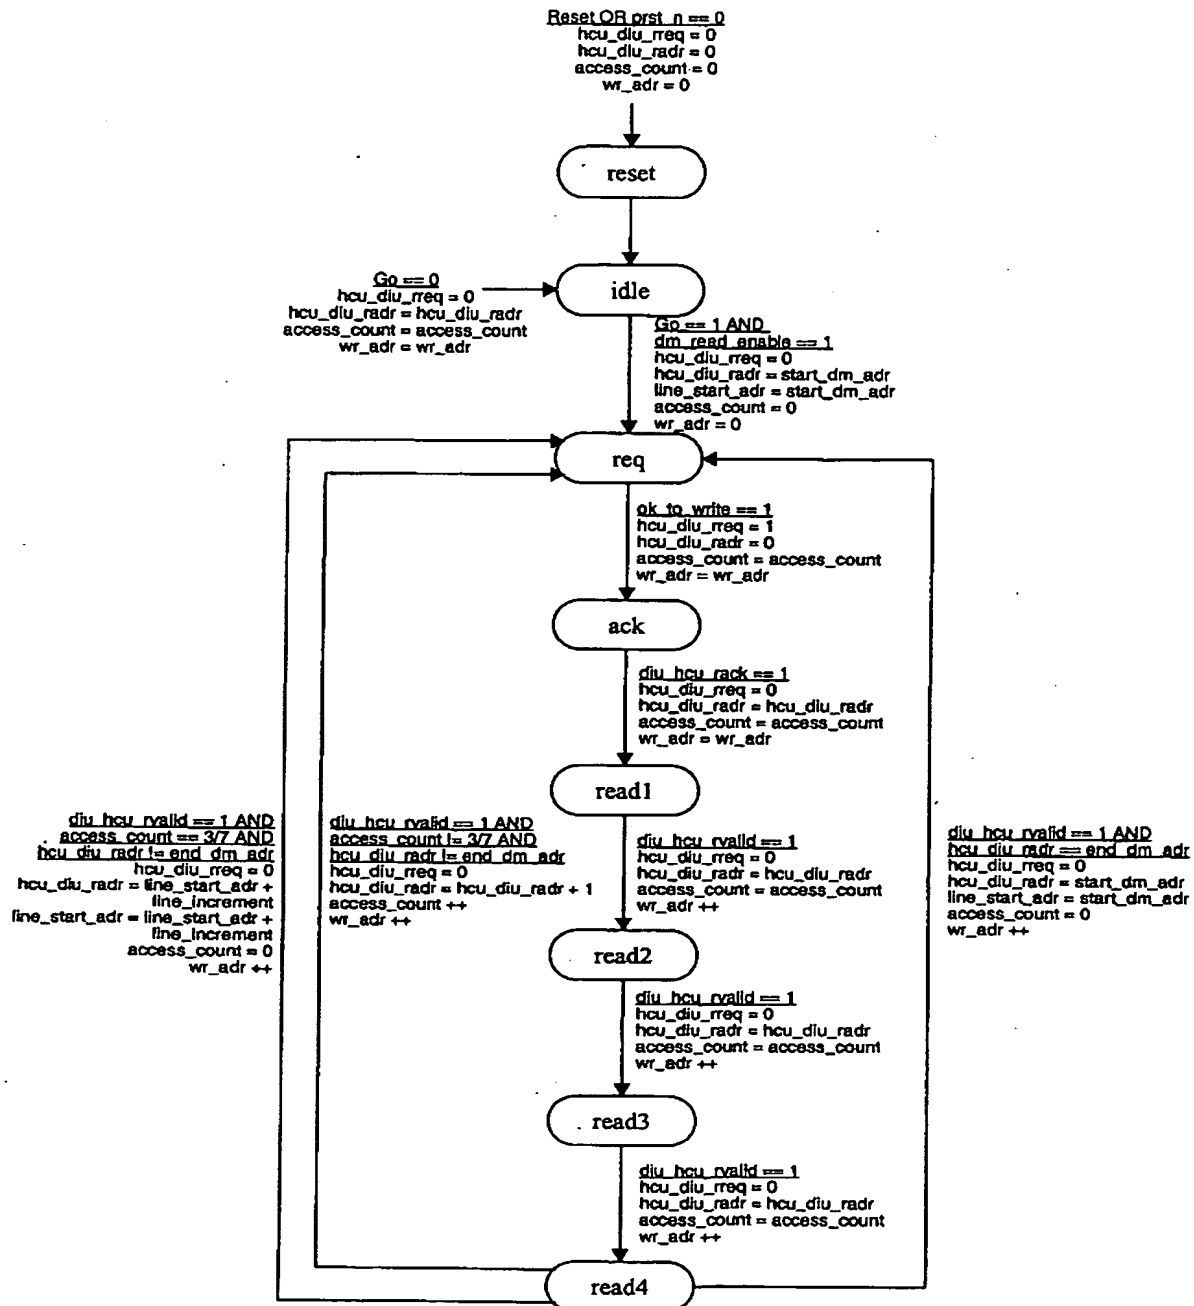 Reset OR prst_n == 0
hcu_diu_rreq = 0
hcu_diu_radr = 0
access_count = 0
wr_adr = 0
reset
Go == 0
hcu_diu_rreq = 0
hcu_diu_radr = hcu_diu_radr
access_count = access_count
wr_adr = wr_adr
idle
Go == 1 AND
dm_read_enable == 1
hcu_diu_rreq = 0
hcu_diu_radr = start_dm_adr
line_start_adr = start_dm_adr
access_count = 0
wr_adr = 0
req
ok_to_write == 1
hcu_diu_rreq = 1
hcu_diu_radr = 0
access_count = access_count
wr_adr = wr_adr
ack
diu_hcu_rack == 1
hcu_diu_rreq = 0
hcu_diu_radr = hcu_diu_radr
access_count = access_count
wr_adr = wr_adr
read1
diu_hcu_rvalid == 1 AND
access_count == 3/7 AND
hcu_diu_radr != end_dm_adr
hcu_diu_rreq = 0
hcu_diu_radr = line_start_adr +
line_increment
line_start_adr = line_start_adr +
line_increment
access_count = 0
wr_adr ++
diu_hcu_rvalid == 1 AND
access_count != 3/7 AND
hcu_diu_radr != end_dm_adr
hcu_diu_rreq = 0
hcu_diu_radr = hcu_diu_radr + 1
access_count ++
wr_adr ++
diu_hcu_rvalid == 1
hcu_diu_rreq = 0
hcu_diu_radr = hcu_diu_radr
access_count = access_count
wr_adr ++
diu_hcu_rvalid == 1 AND
hcu_diu_radr == end_dm_adr
hcu_diu_rreq = 0
hcu_diu_radr = start_dm_adr
line_start_adr = start_dm_adr
access_count = 0
wr_adr ++
read2
diu_hcu_rvalid == 1
hcu_diu_rreq = 0
hcu_diu_radr = hcu_diu_radr
access_count = access_count
wr_adr ++
read3
diu_hcu_rvalid == 1
hcu_diu_rreq = 0
hcu_diu_radr = hcu_diu_radr
access_count = access_count
wr_adr ++
read4